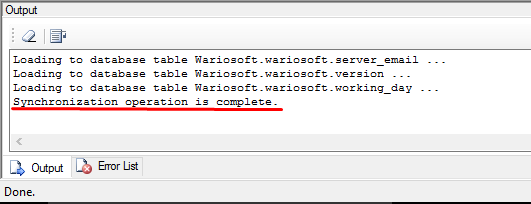 Output
Loading to database table Wariosoft.wariosoft.server_email ...
Loading to database table Wariosoft.wariosoft.version ...
Loading to database table Wariosoft.wariosoft.working_day ...
Synchronization operation is complete.
Output Error List
Done.